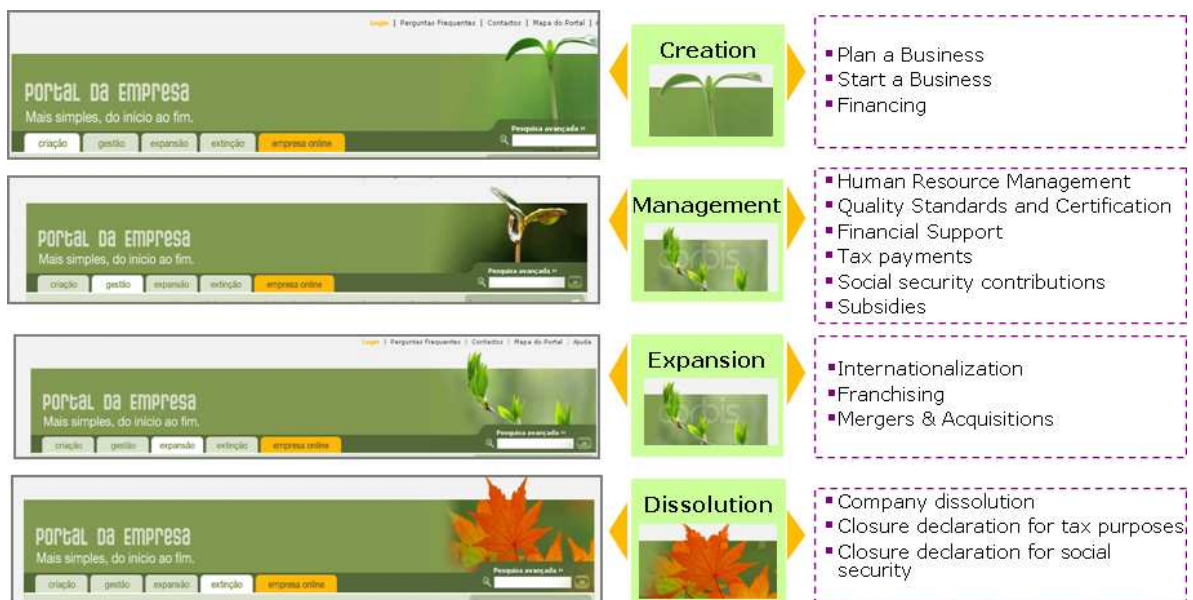 Login | Perguntas Frequentes | Contactos | Mapa do Portal |
PORTAL DA EMPRESA
Mais simples, do início ao fim.
Pesquisa avançada »
criação gestão expansão extinção empresa online
Creation
Plan a Business
Start a Business
Financing
PORTAL DA EMPRESA
Mais simples, do início ao fim.
Pesquisa avançada »
criação gestão expansão extinção empresa online
Management
corbis
Human Resource Management
Quality Standards and Certification
Financial Support
Tax payments
Social security contributions
Subsidies
Login | Perguntas Frequentes | Contactos | Mapa do Portal | Ajuda
PORTAL DA EMPRESA
Mais simples, do início ao fim.
Pesquisa avançada »
criação gestão expansão extinção empresa online
Expansion
corbis
Internationalization
Franchising
Mergers & Acquisitions
PORTAL DA EMPRESA
Mais simples, do início ao fim.
Pesquisa avançada »
criação gestão expansão extinção empresa online
Dissolution
Company dissolution
Closure declaration for tax purposes
Closure declaration for social
security